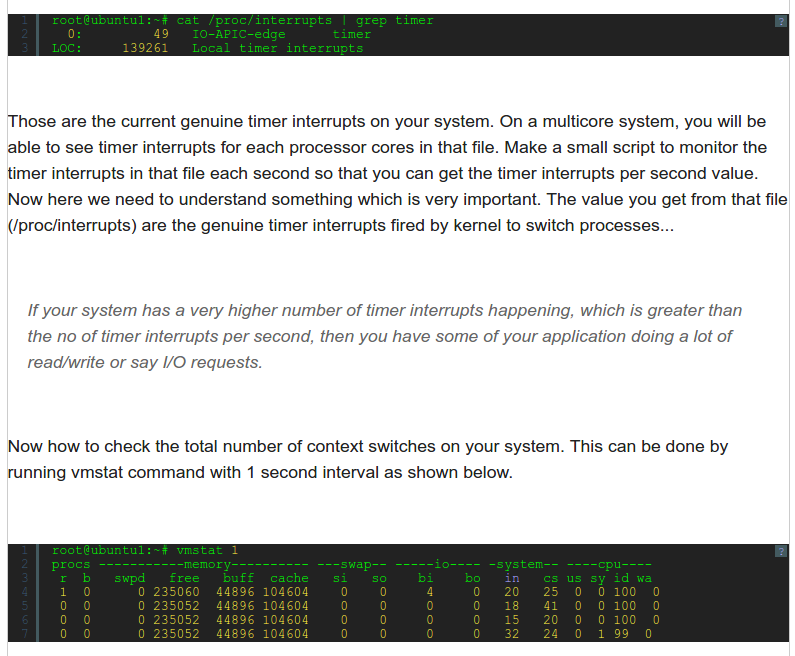 1 root@ubuntu1:~# cat /proc/interrupts | grep timer ?
2 0: 49 IO-APIC-edge timer
3 LOC: 139261 Local timer interrupts
Those are the current genuine timer interrupts on your system. On a multicore system, you will be
able to see timer interrupts for each processor cores in that file. Make a small script to monitor the
timer interrupts in that file each second so that you can get the timer interrupts per second value.
Now here we need to understand something which is very important. The value you get from that file
(/proc/interrupts) are the genuine timer interrupts fired by kernel to switch processes...
If your system has a very higher number of timer interrupts happening, which is greater than
the no of timer interrupts per second, then you have some of your application doing a lot of
read/write or say I/O requests.
Now how to check the total number of context switches on your system. This can be done by
running vmstat command with 1 second interval as shown below.
1 root@ubuntu1:~# vmstat 1 ?
2 procs -----------memory---------- ---swap-- -----io---- -system-- ----cpu----
3 r b swpd free buff cache si so bi bo in cs us sy id wa
4 1 0 0 235060 44896 104604 0 0 4 0 20 25 0 0 100 0
5 0 0 0 235052 44896 104604 0 0 0 0 18 41 0 0 100 0
6 0 0 0 235052 44896 104604 0 0 0 0 15 20 0 0 100 0
7 0 0 0 235052 44896 104604 0 0 0 0 32 24 0 1 99 0